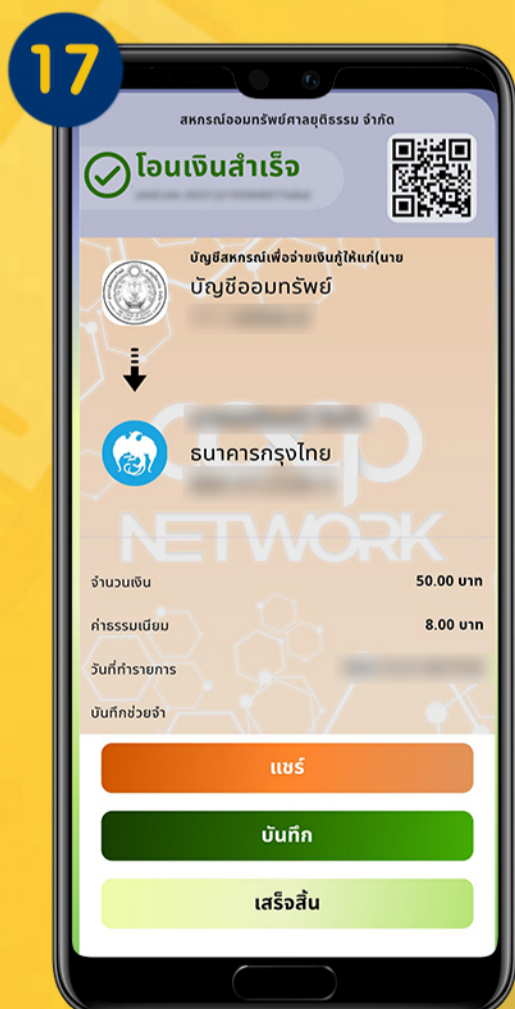 17
สหกรณ์ออมทรัพย์ศาลยุติธรรม จำกัด
โอนเงินสำเร็จ
บัญชีสหกรณ์เพื่อจ่ายเงินกู้ให้แก่(นาย
บัญชีออมทรัพย์
ธนาคารกรุงไทย
NETWORK
จำนวนเงิน 50.00 บาท
ค่าธรรมเนียม 8.00 บาท
วันที่ทำรายการ
บันทึกช่วยจำ
แชร์
บันทึก
เสร็จสิ้น